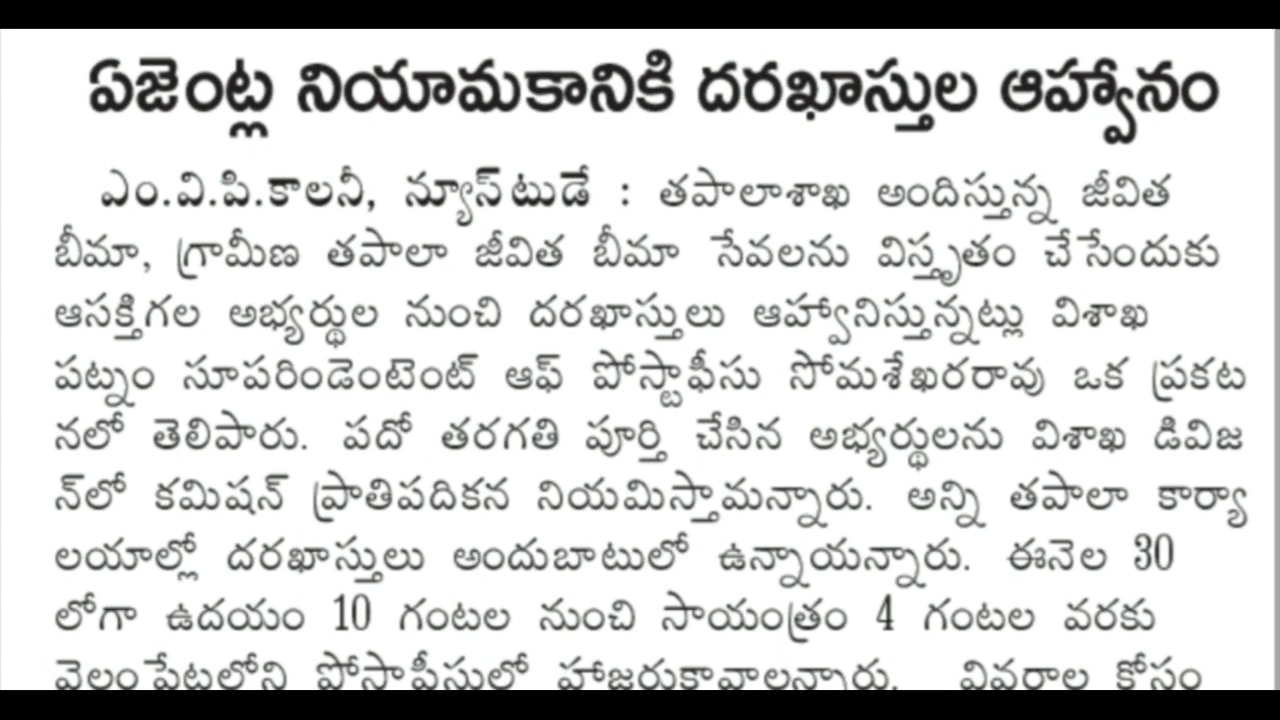 ఏజెంట్ల నియామకానికి దరఖాస్తుల ఆహ్వానం
ఎం.వి.పి.కాలనీ, న్యూస్‌టుడే : తపాలాశాఖ అందిస్తున్న జీవిత
బీమా, గ్రామీణ తపాలా జీవిత బీమా సేవలను విస్తృతం చేసేందుకు
ఆసక్తిగల అభ్యర్థుల నుంచి దరఖాస్తులు ఆహ్వానిస్తున్నట్లు విశాఖ
పట్నం సూపరిండెంటెంట్ ఆఫ్ పోస్టాఫీసు సోమశేఖరరావు ఒక ప్రకట
నలో తెలిపారు. పదో తరగతి పూర్తి చేసిన అభ్యర్థులను విశాఖ డివిజ
న్‌లో కమిషన్ ప్రాతిపదికన నియమిస్తామన్నారు. అన్ని తపాలా కార్యా
లయాల్లో దరఖాస్తులు అందుబాటులో ఉన్నాయన్నారు. ఈనెల 30
లోగా ఉదయం 10 గంటల నుంచి సాయంత్రం 4 గంటల వరకు
వెలంపేటలోని పోస్టాఫీసులో హాజరుకావాలన్నారు. వివరాల కోసం